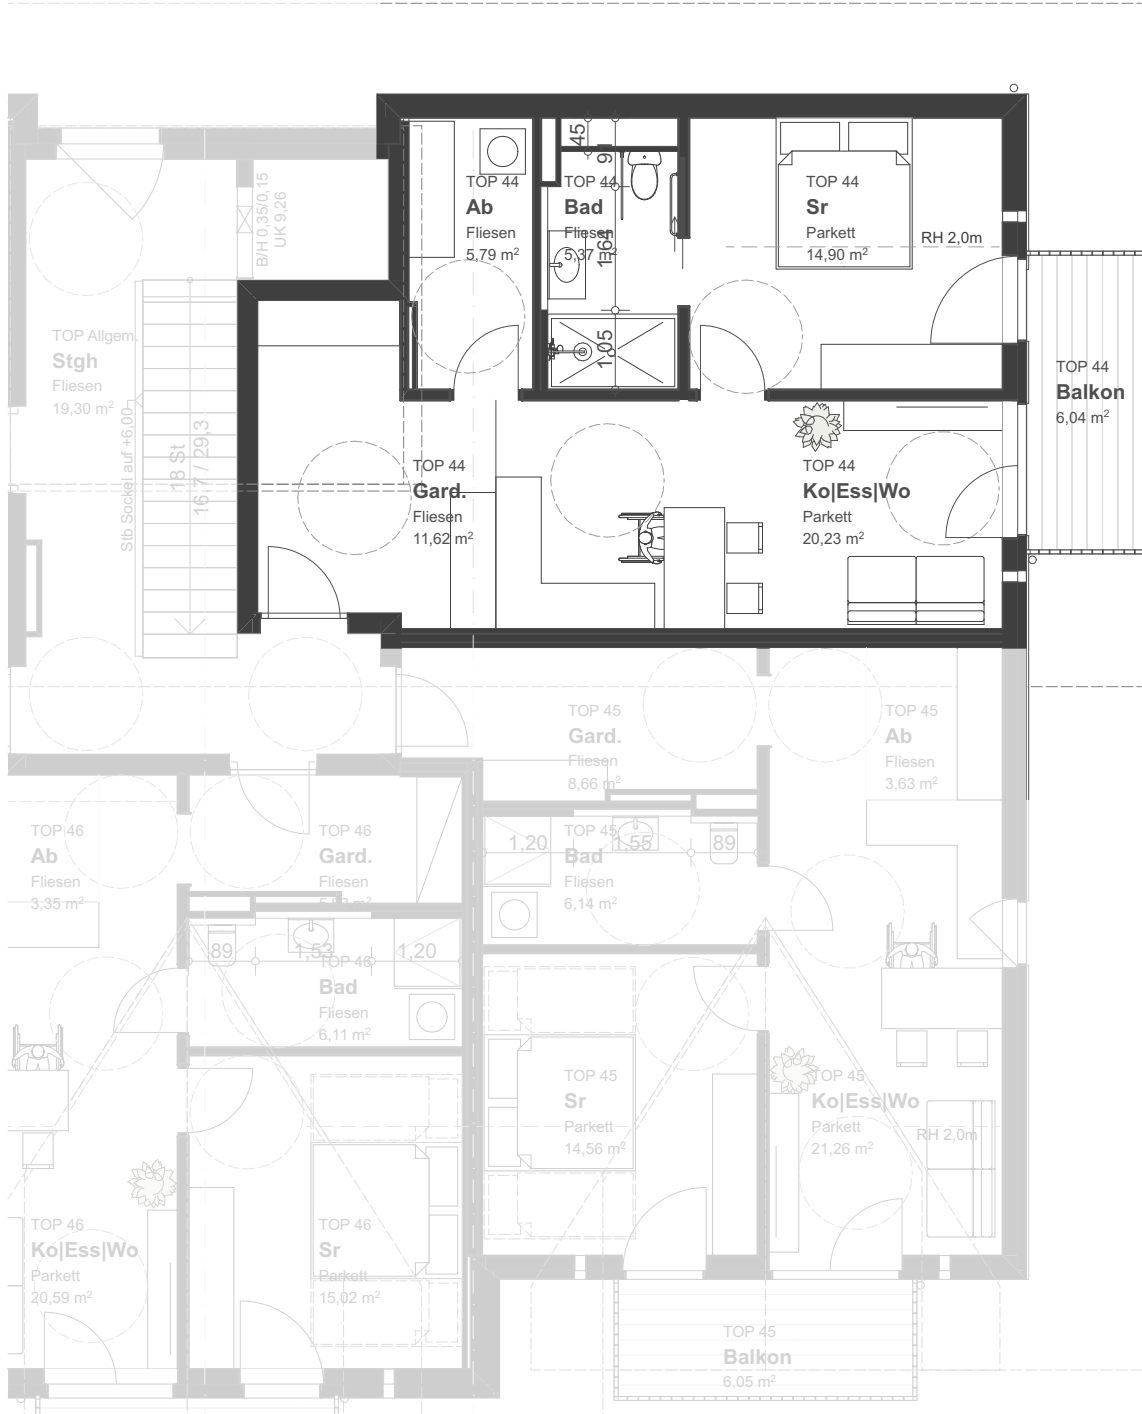 45
9
1,64
1,05
TOP 44
Ab
Fliesen
5,79 m²
TOP 44
Bad
Fliesen
5,37 m²
TOP 44
Sr
Parkett
14,90 m²
RH 2,0m
B/H 0,35/0,15
UK 9,26
TOP Allgem.
Stgh
Fliesen
19,30 m²
Stb Sockel auf +6,00
18 St
16,7 / 29,3
TOP 44
Balkon
6,04 m²
TOP 44
Gard.
Fliesen
11,62 m²
TOP 44
Ko|Ess|Wo
Parkett
20,23 m²
TOP 45
Gard.
Fliesen
8,66 m²
TOP 45
Ab
Fliesen
3,63 m²
TOP 46
Ab
Fliesen
3,35 m²
TOP 46
Gard.
Fliesen
TOP 45
Bad
Fliesen
6,14 m²
1,20
1,55
89
89
1,53
1,20
TOP 46
Bad
Fliesen
6,11 m²
TOP 45
Sr
Parkett
14,56 m²
TOP 45
Ko|Ess|Wo
Parkett
21,26 m²
RH 2,0m
TOP 46
Ko|Ess|Wo
Parkett
20,59 m²
TOP 46
Sr
Parkett
15,02 m²
TOP 45
Balkon
6,05 m²